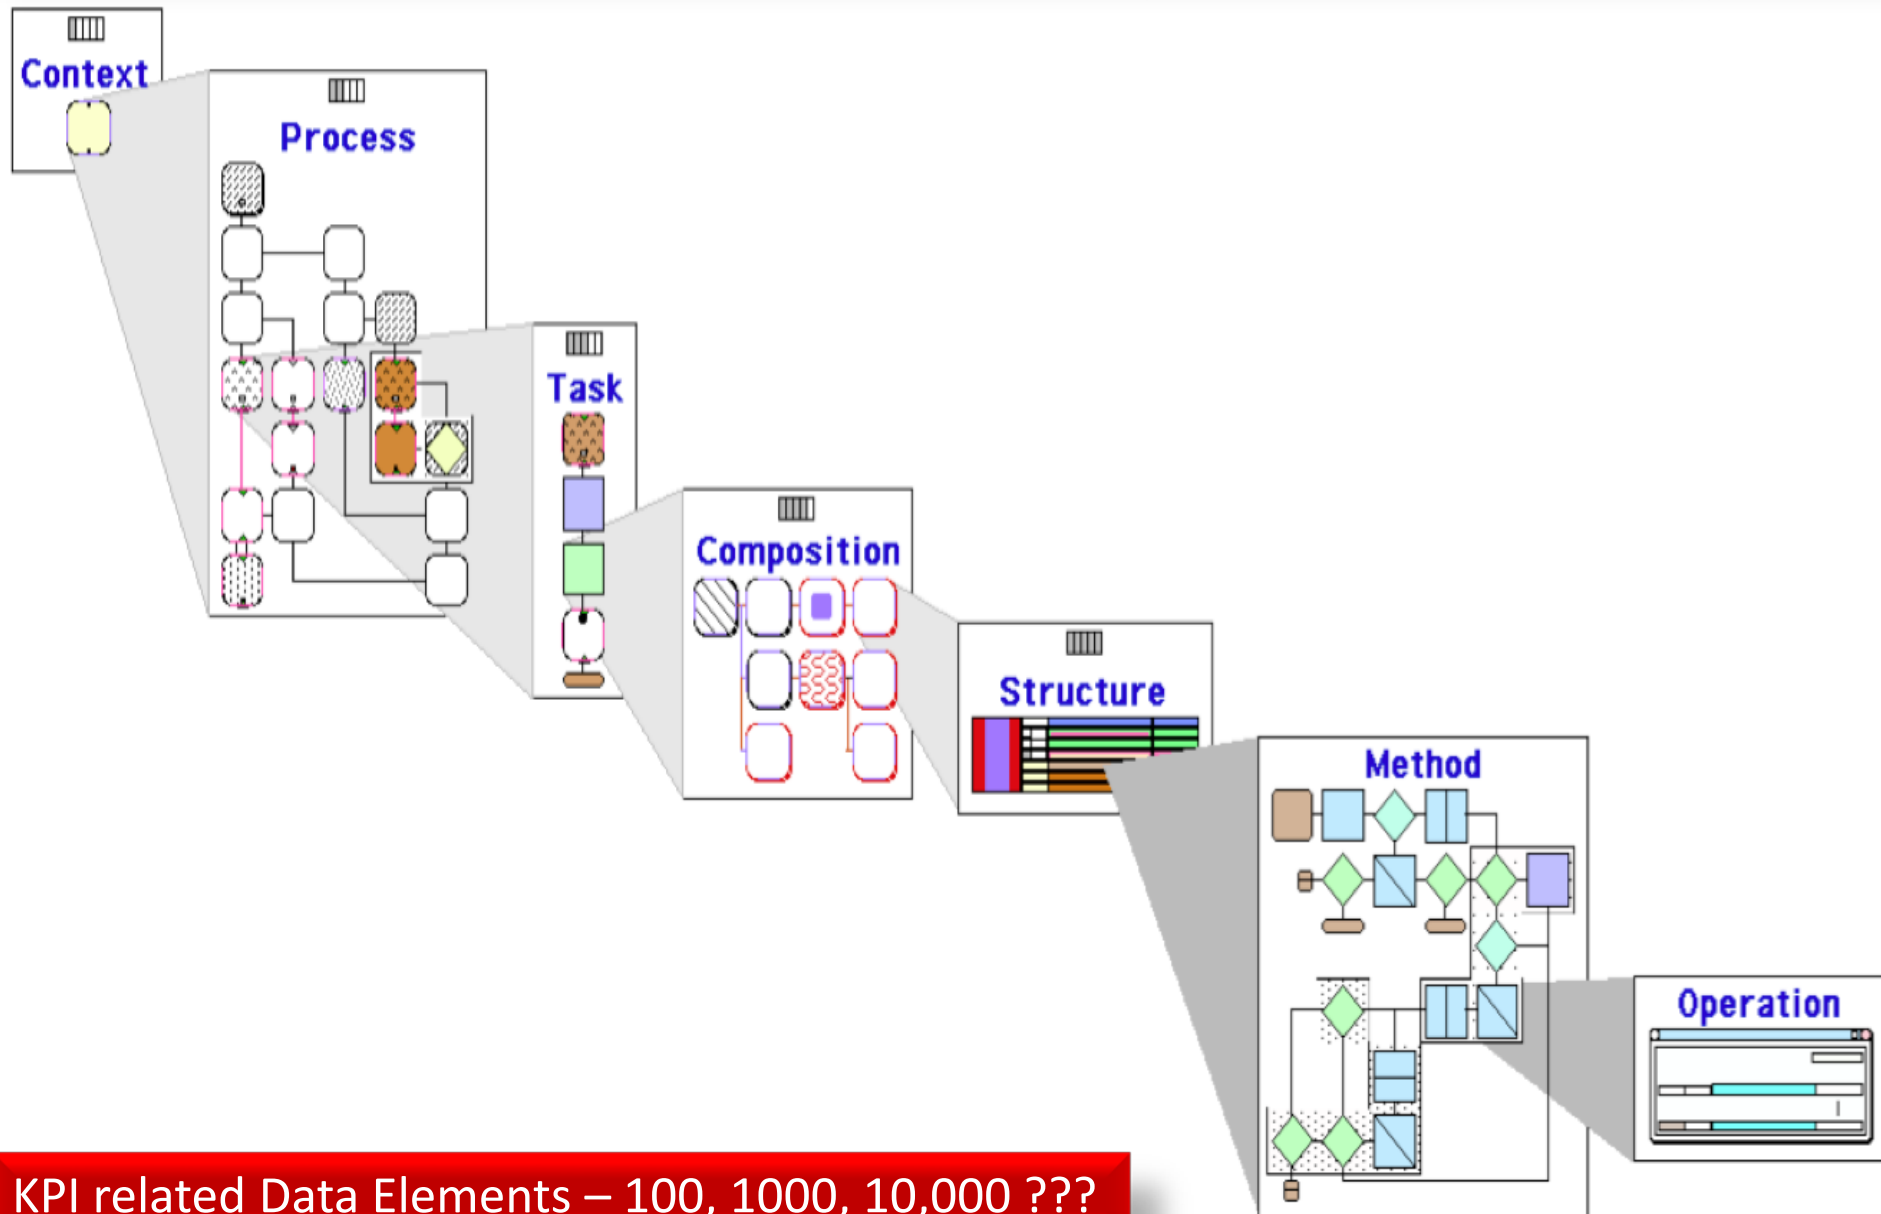 Context
Process
Task
Composition
Structure
Method
Operation
KPI related Data Elements – 100, 1000, 10,000 ???